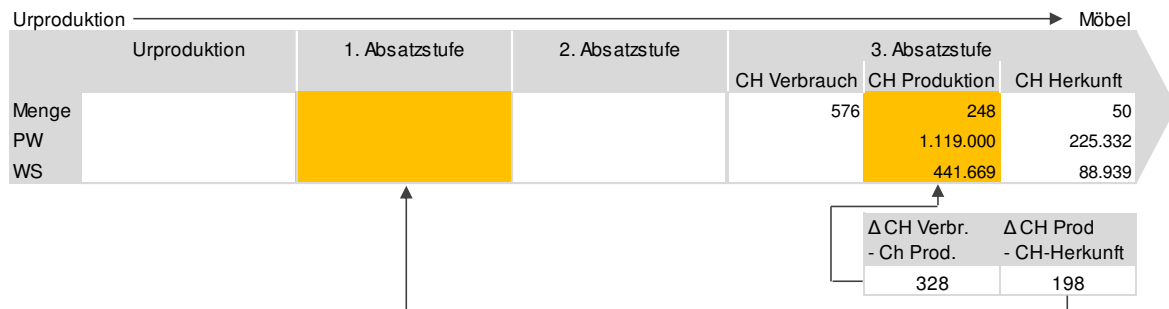 Urproduktion Möbel
Urproduktion 1. Absatzstufe 2. Absatzstufe 3. Absatzstufe
CH Verbrauch CH Produktion CH Herkunft
Menge 576 248 50
PW 1.119.000 225.332
WS 441.669 88.939
Δ CH Verbr. Δ CH Prod
- Ch Prod. - CH-Herkunft
328 198